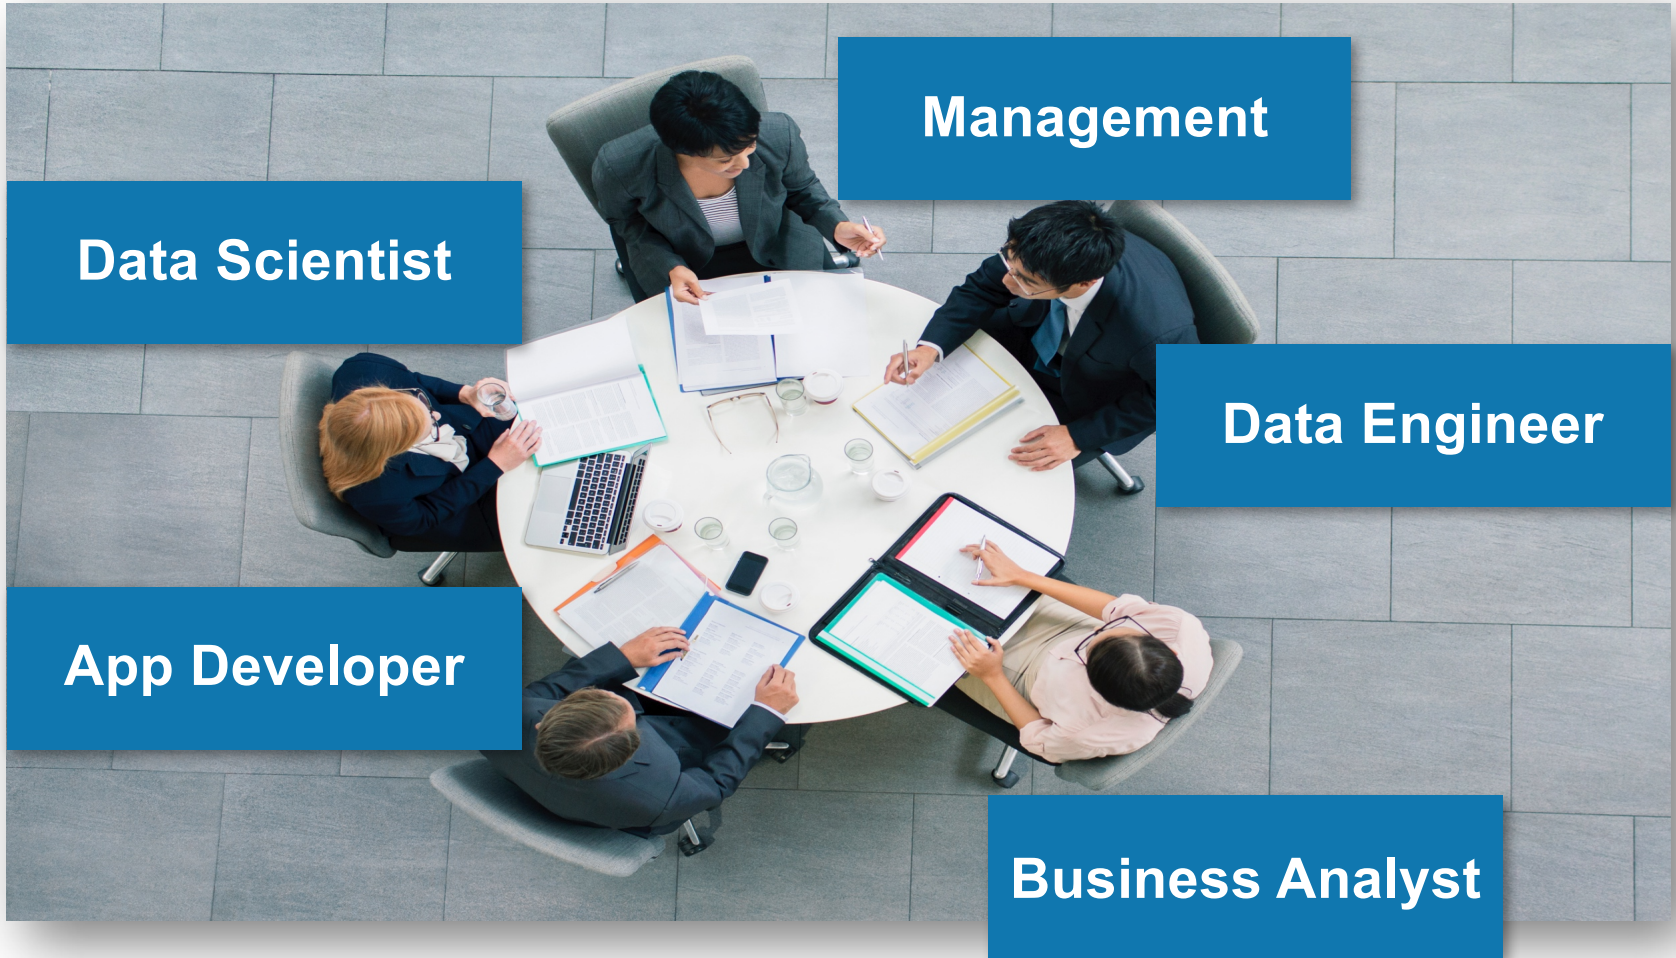 Management
Data Scientist
Data Engineer
App Developer
Business Analyst